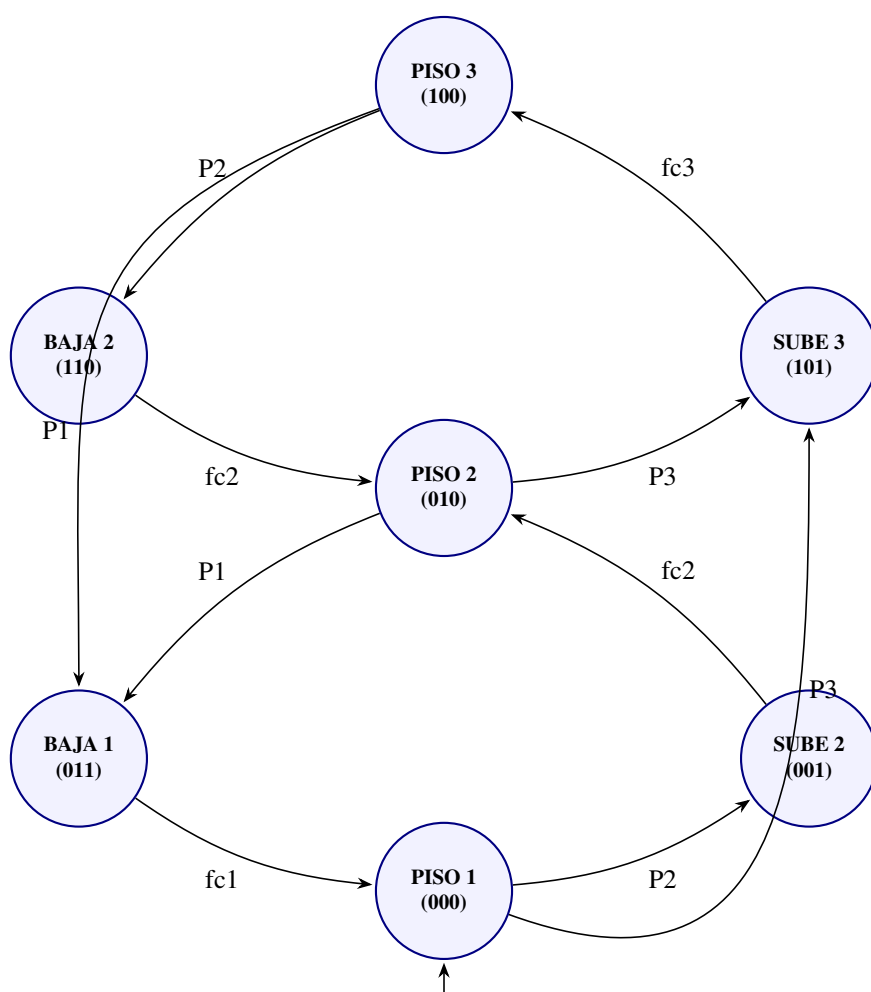 PISO 3
(100)
P2
fc3
BAJA 2
(110)
SUBE 3
(101)
P1
fc2
PISO 2
(010)
P3
P1
fc2
P3
BAJA 1
(011)
SUBE 2
(001)
fc1
PISO 1
(000)
P2